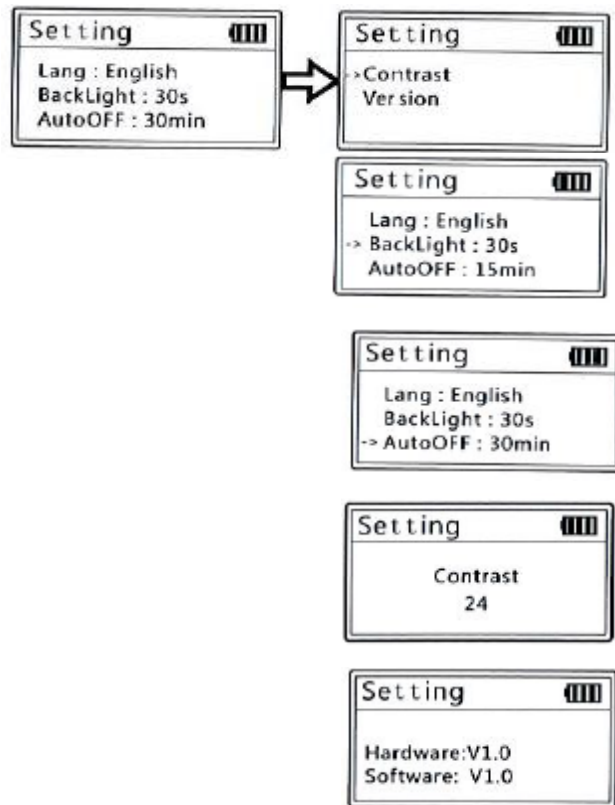 Setting
Lang : English
BackLight : 30s
AutoOFF : 30min
Setting
->Contrast
Version
Setting
Lang : English
-> BackLight : 30s
AutoOFF : 15min
Setting
Lang : English
BackLight : 30s
-> AutoOFF : 30min
Setting
Contrast
24
Setting
Hardware:V1.0
Software: V1.0